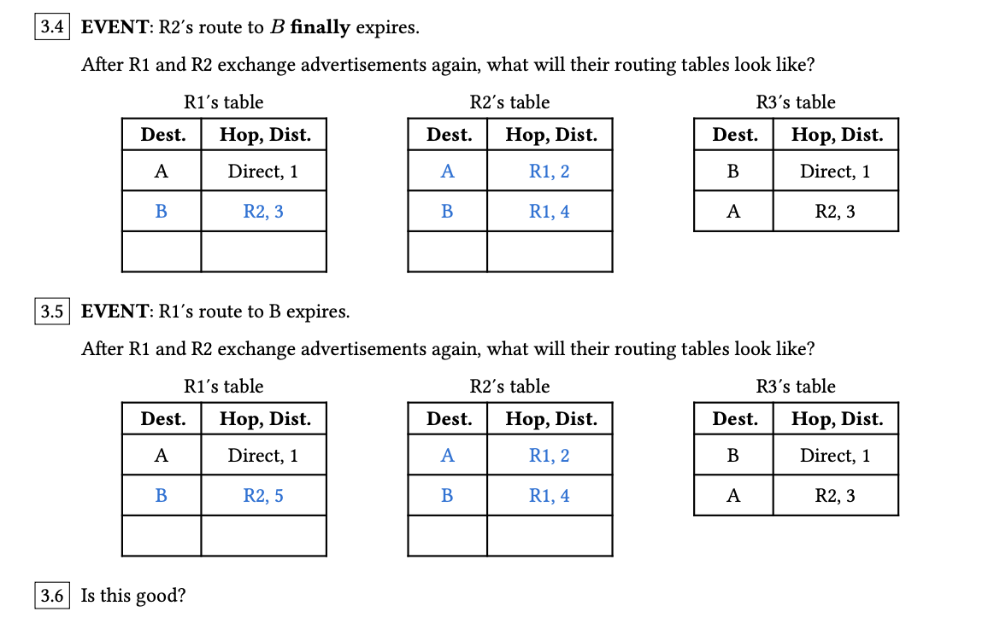 3.4 EVENT: R2′s route to B finally expires.
After R1 and R2 exchange advertisements again, what will their routing tables look like?
R1′s table R2′s table R3′s table
Dest. Hop, Dist. Dest. Hop, Dist. Dest. Hop, Dist.
A Direct, 1 A R1, 2 B Direct, 1
B R2, 3 B R1, 4 A R2, 3
3.5 EVENT: R1′s route to B expires.
After R1 and R2 exchange advertisements again, what will their routing tables look like?
R1′s table R2′s table R3′s table
Dest. Hop, Dist. Dest. Hop, Dist. Dest. Hop, Dist.
A Direct, 1 A R1, 2 B Direct, 1
B R2, 5 B R1, 4 A R2, 3
3.6 Is this good?